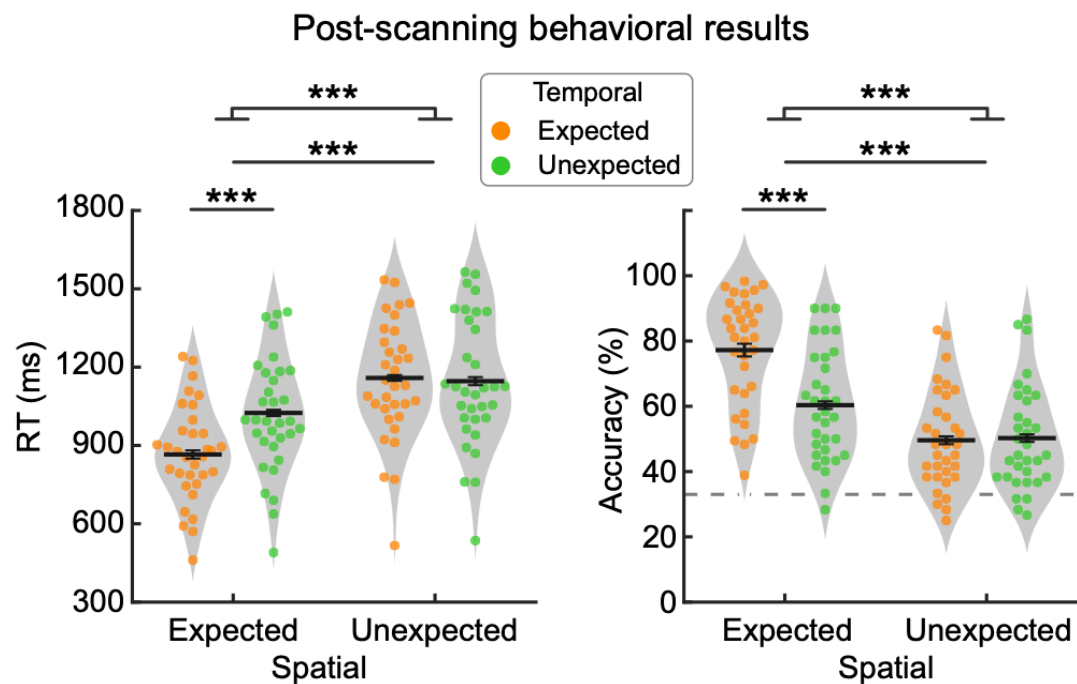 Post-scanning behavioral results
*** ***
Temporal
Expected
Unexpected
*** ***
*** ***
RT (ms)
1800
1500
1200
900
600
300
Expected Unexpected
Spatial
Accuracy (%)
100
80
60
40
20
0
Expected Unexpected
Spatial